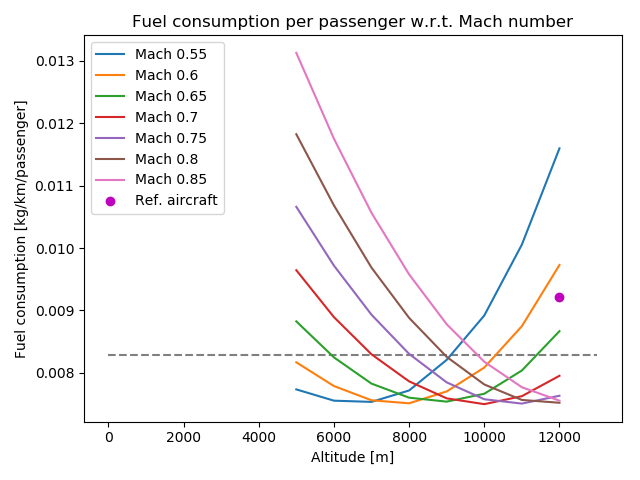 Fuel consumption per passenger w.r.t. Mach number
Fuel consumption [kg/km/passenger]
0.013
0.012
0.011
0.010
0.009
0.008
Mach 0.55
Mach 0.6
Mach 0.65
Mach 0.7
Mach 0.75
Mach 0.8
Mach 0.85
Ref. aircraft
0
2000
4000
6000
8000
10000
12000
Altitude [m]